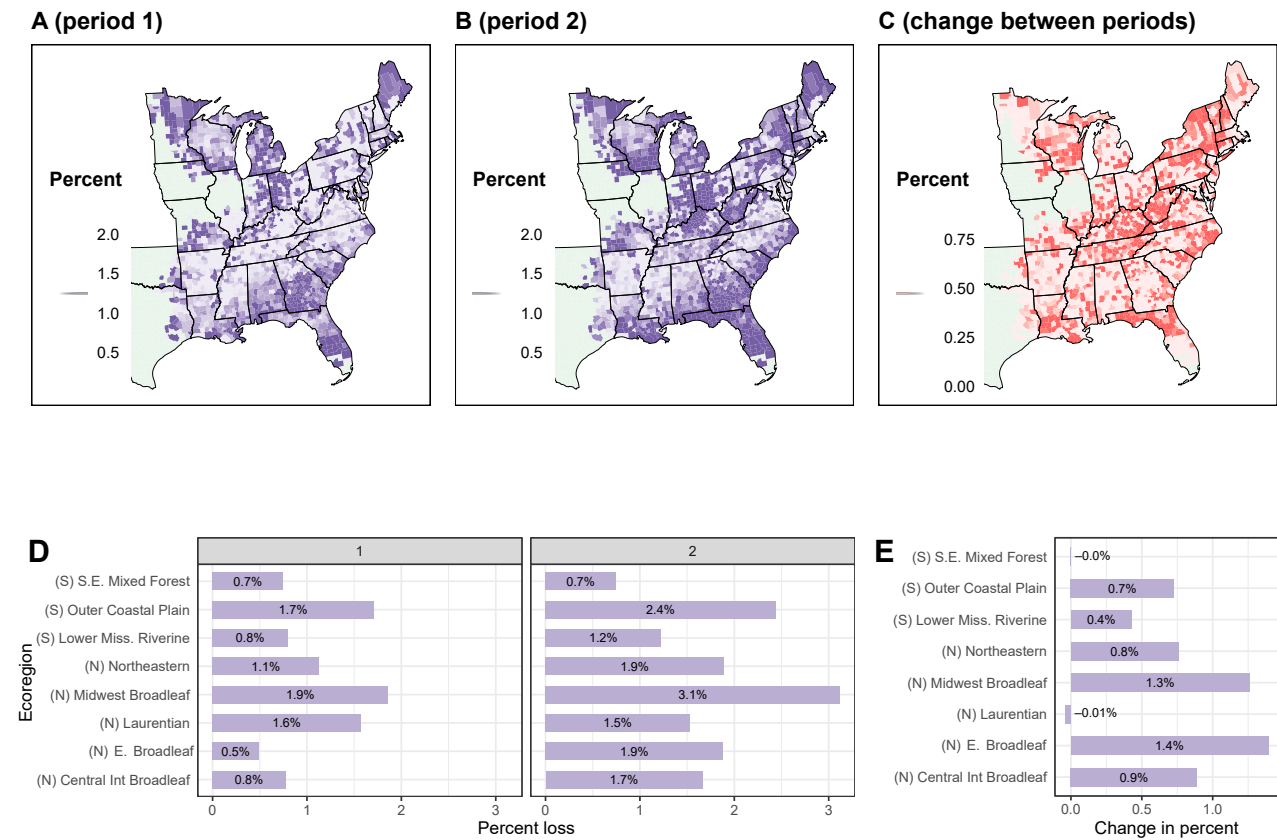 A (period 1)
B (period 2)
C (change between periods)
Percent
2.0
1.5
1.0
0.5
Percent
2.0
1.5
1.0
0.5
Percent
0.75
0.50
0.25
0.00
D
1
2
Ecoregion
(S) S.E. Mixed Forest
0.7%
0.7%
(S) Outer Coastal Plain
1.7%
2.4%
(S) Lower Miss. Riverine
0.8%
1.2%
(N) Northeastern
1.1%
1.9%
(N) Midwest Broadleaf
1.9%
3.1%
(N) Laurentian
1.6%
1.5%
(N) E. Broadleaf
0.5%
1.9%
(N) Central Int Broadleaf
0.8%
1.7%
0 1 2 3
0 1 2 3
Percent loss
E
(S) S.E. Mixed Forest
–0.0%
(S) Outer Coastal Plain
0.7%
(S) Lower Miss. Riverine
0.4%
(N) Northeastern
0.8%
(N) Midwest Broadleaf
1.3%
(N) Laurentian
–0.01%
(N) E. Broadleaf
1.4%
(N) Central Int Broadleaf
0.9%
0.0 0.5 1.0
Change in percent